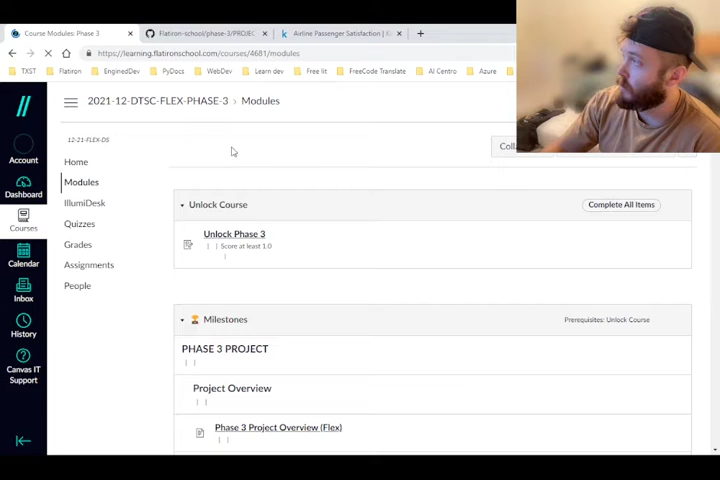 Course Modules: Phase 3
Flatiron-school/phase-3/PROJEC
Airline Passenger Satisfaction | K
https://learning.flatironschool.com/courses/4681/modules
TXST
Flatiron
EnginedDev
PyDocs
WebDev
Learn dev
Free lit
FreeCode Translate
AI Centro
Azure
2021-12-DTSC-FLEX-PHASE-3 > Modules
12-21-FLEX-DS
Home
Modules
IllumiDesk
Quizzes
Grades
Assignments
People
Account
Dashboard
Courses
Calendar
Inbox
History
Canvas IT
Support
Unlock Course
Complete All Items
Unlock Phase 3
| | Score at least 1.0
Milestones
Prerequisites: Unlock Course
PHASE 3 PROJECT
Project Overview
Phase 3 Project Overview (Flex)